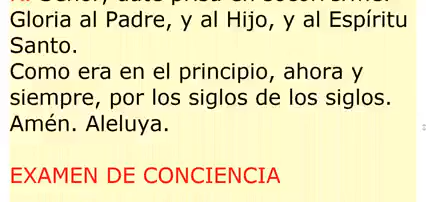 Gloria al Padre, y al Hijo, y al Espíritu
Santo.
Como era en el principio, ahora y
siempre, por los siglos de los siglos.
Amén. Aleluya.
EXAMEN DE CONCIENCIA